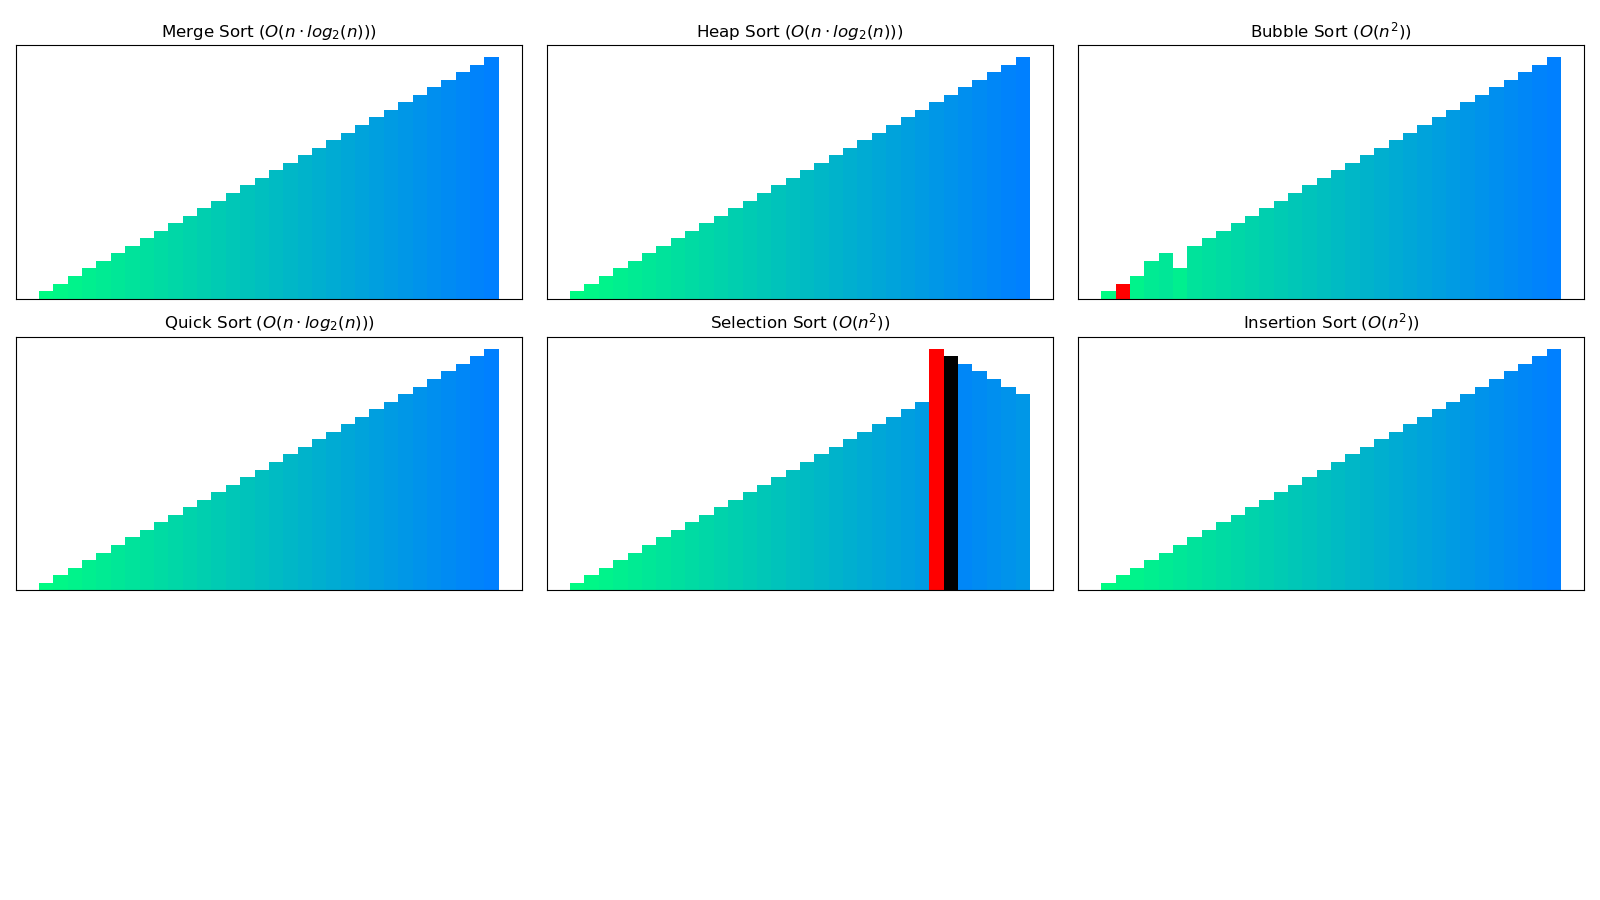 Merge Sort (O(n · log₂(n)))
Heap Sort (O(n · log₂(n)))
Bubble Sort (O(n²))
Quick Sort (O(n · log₂(n)))
Selection Sort (O(n²))
Insertion Sort (O(n²))